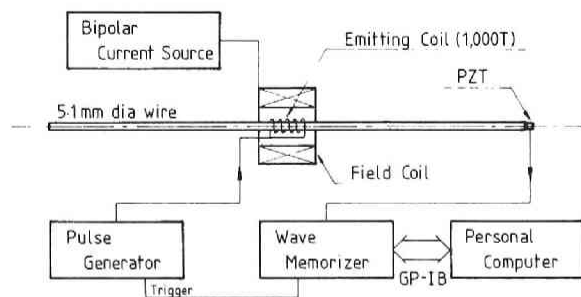 Bipolar
Current Source
Emitting Coil (1,000T)
PZT
5·1mm dia wire
Field Coil
Pulse
Generator
Wave
Memorizer
Personal
Computer
GP-IB
Trigger